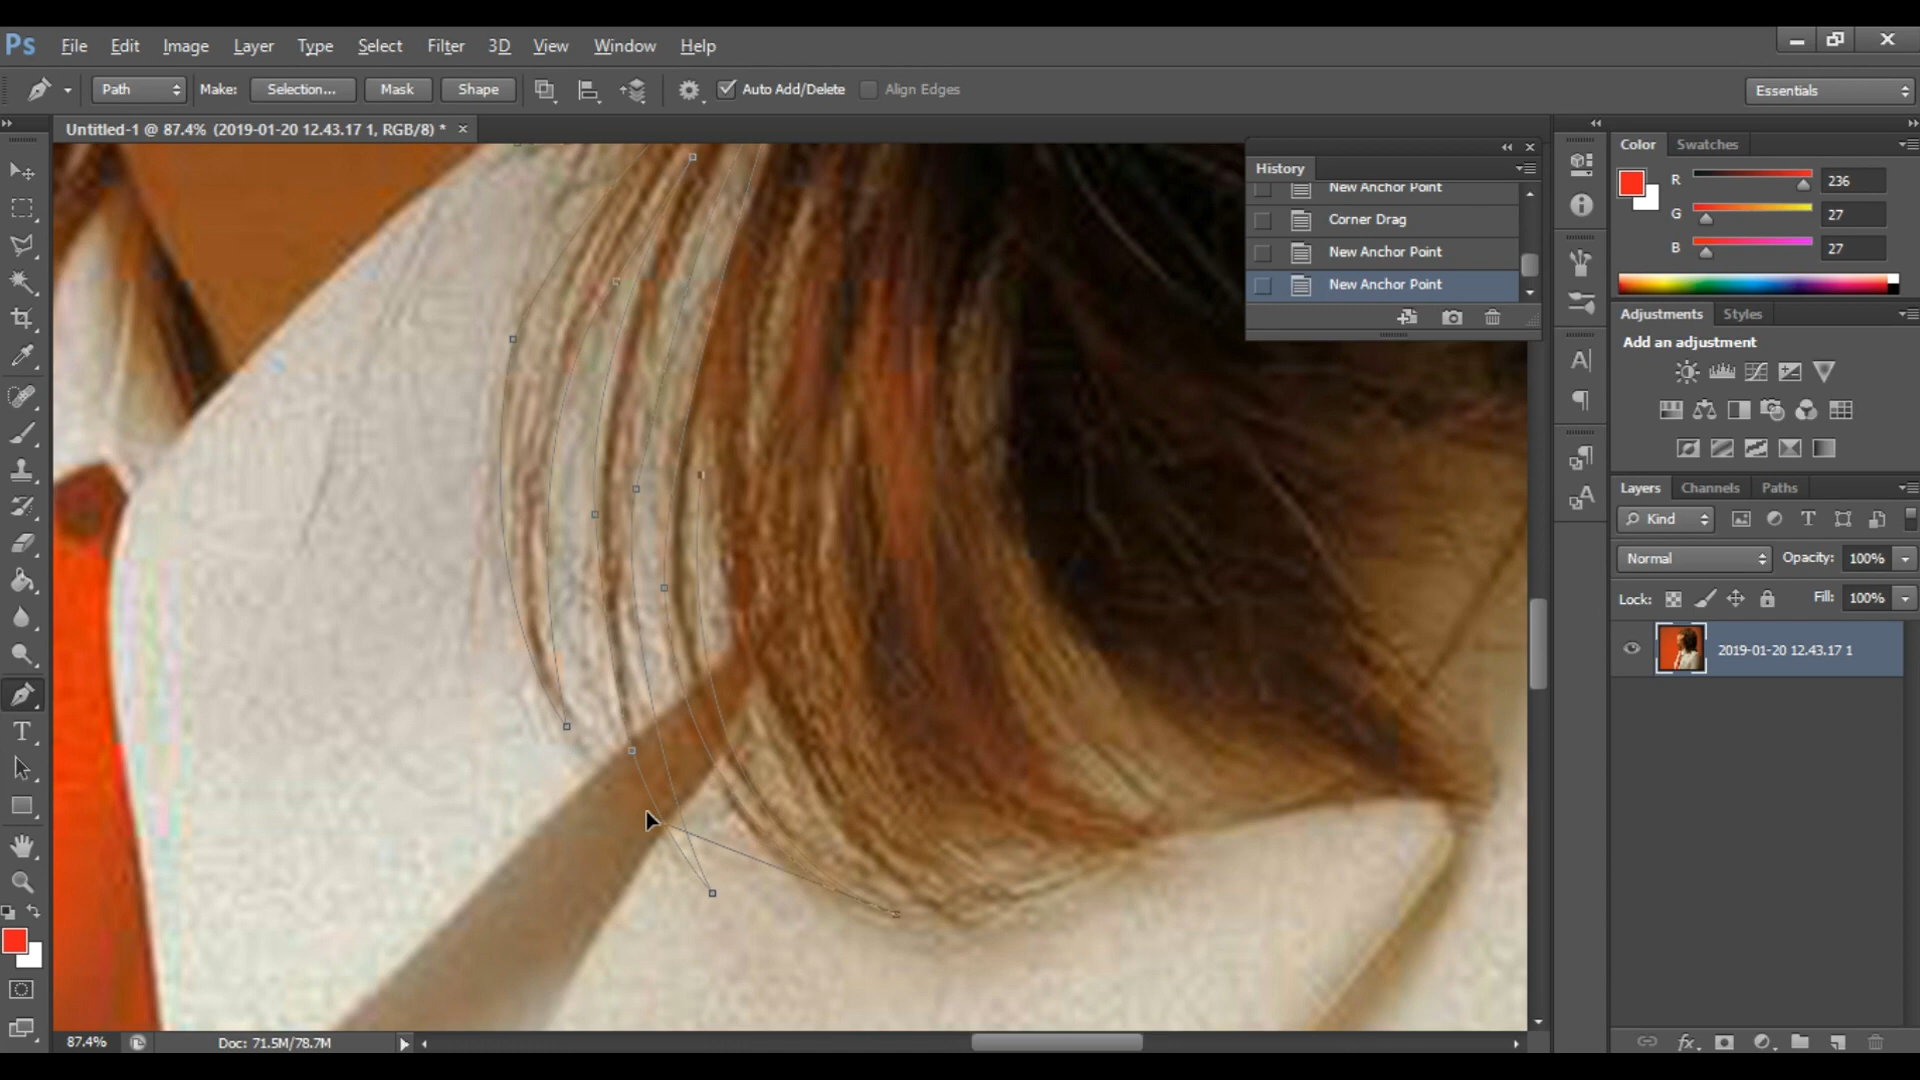 Ps File Edit Image Layer Type Select Filter 3D View Window Help
Path Make: Selection... Mask Shape Auto Add/Delete Align Edges Essentials
Untitled-1 @ 87.4% (2019-01-20 12.43.17 1, RGB/8) *
History
New Anchor Point
Corner Drag
New Anchor Point
New Anchor Point
Color Swatches
R 236
G 27
B 27
Adjustments Styles
Add an adjustment
Layers Channels Paths
Kind
Normal Opacity: 100%
Lock: Fill: 100%
2019-01-20 12.43.17 1
87.4% Doc: 71.5M/78.7M